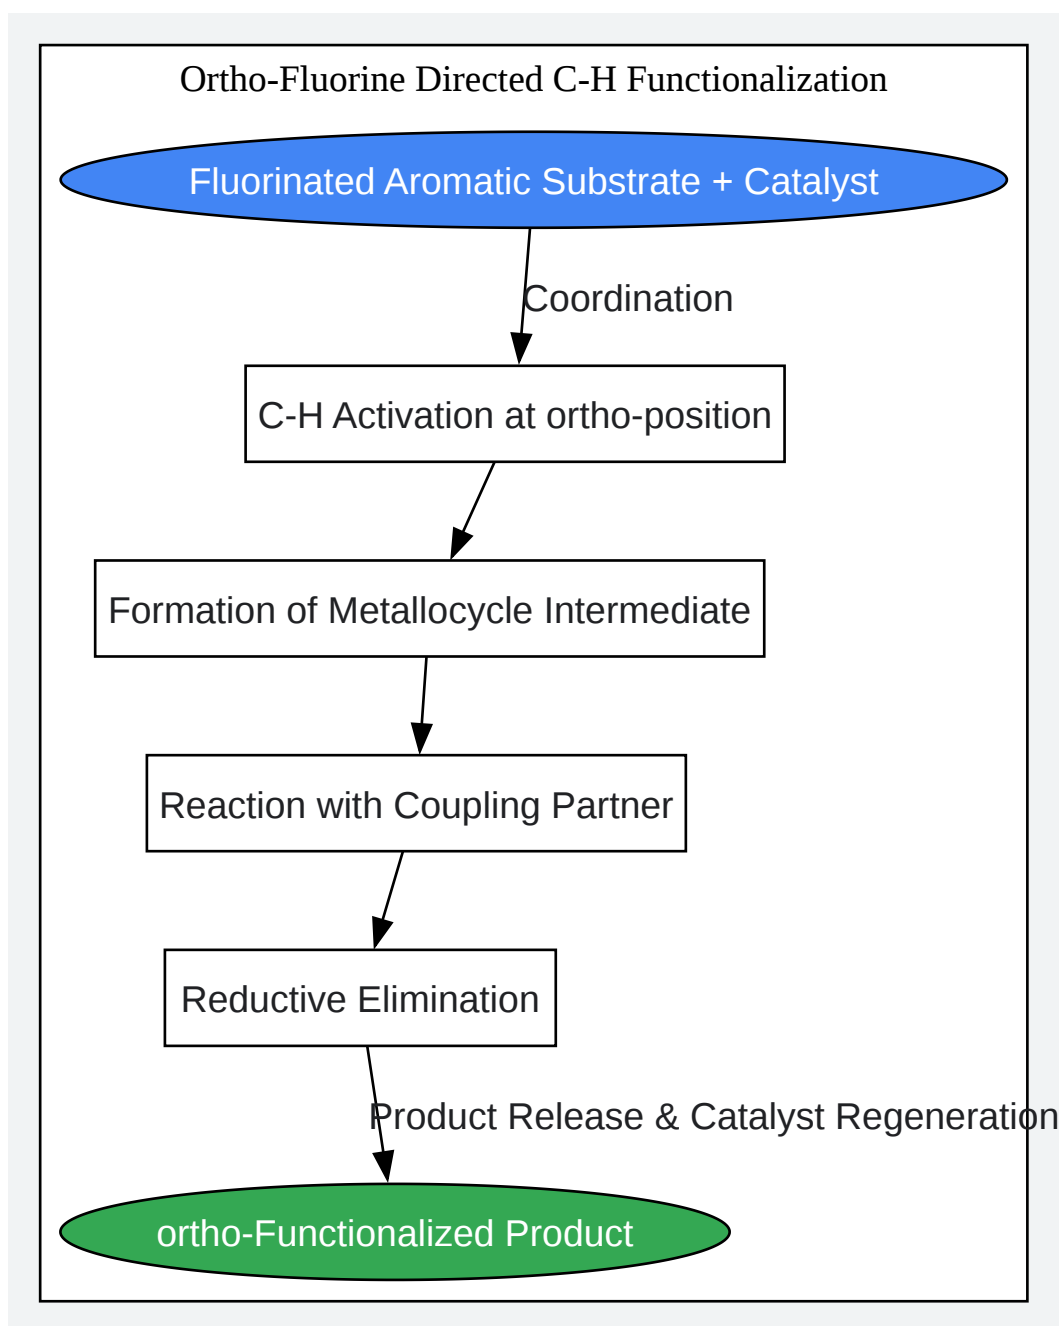 Ortho-Fluorine Directed C-H Functionalization
Fluorinated Aromatic Substrate + Catalyst
Coordination
C-H Activation at ortho-position
Formation of Metallocycle Intermediate
Reaction with Coupling Partner
Reductive Elimination
Product Release & Catalyst Regeneration
ortho-Functionalized Product